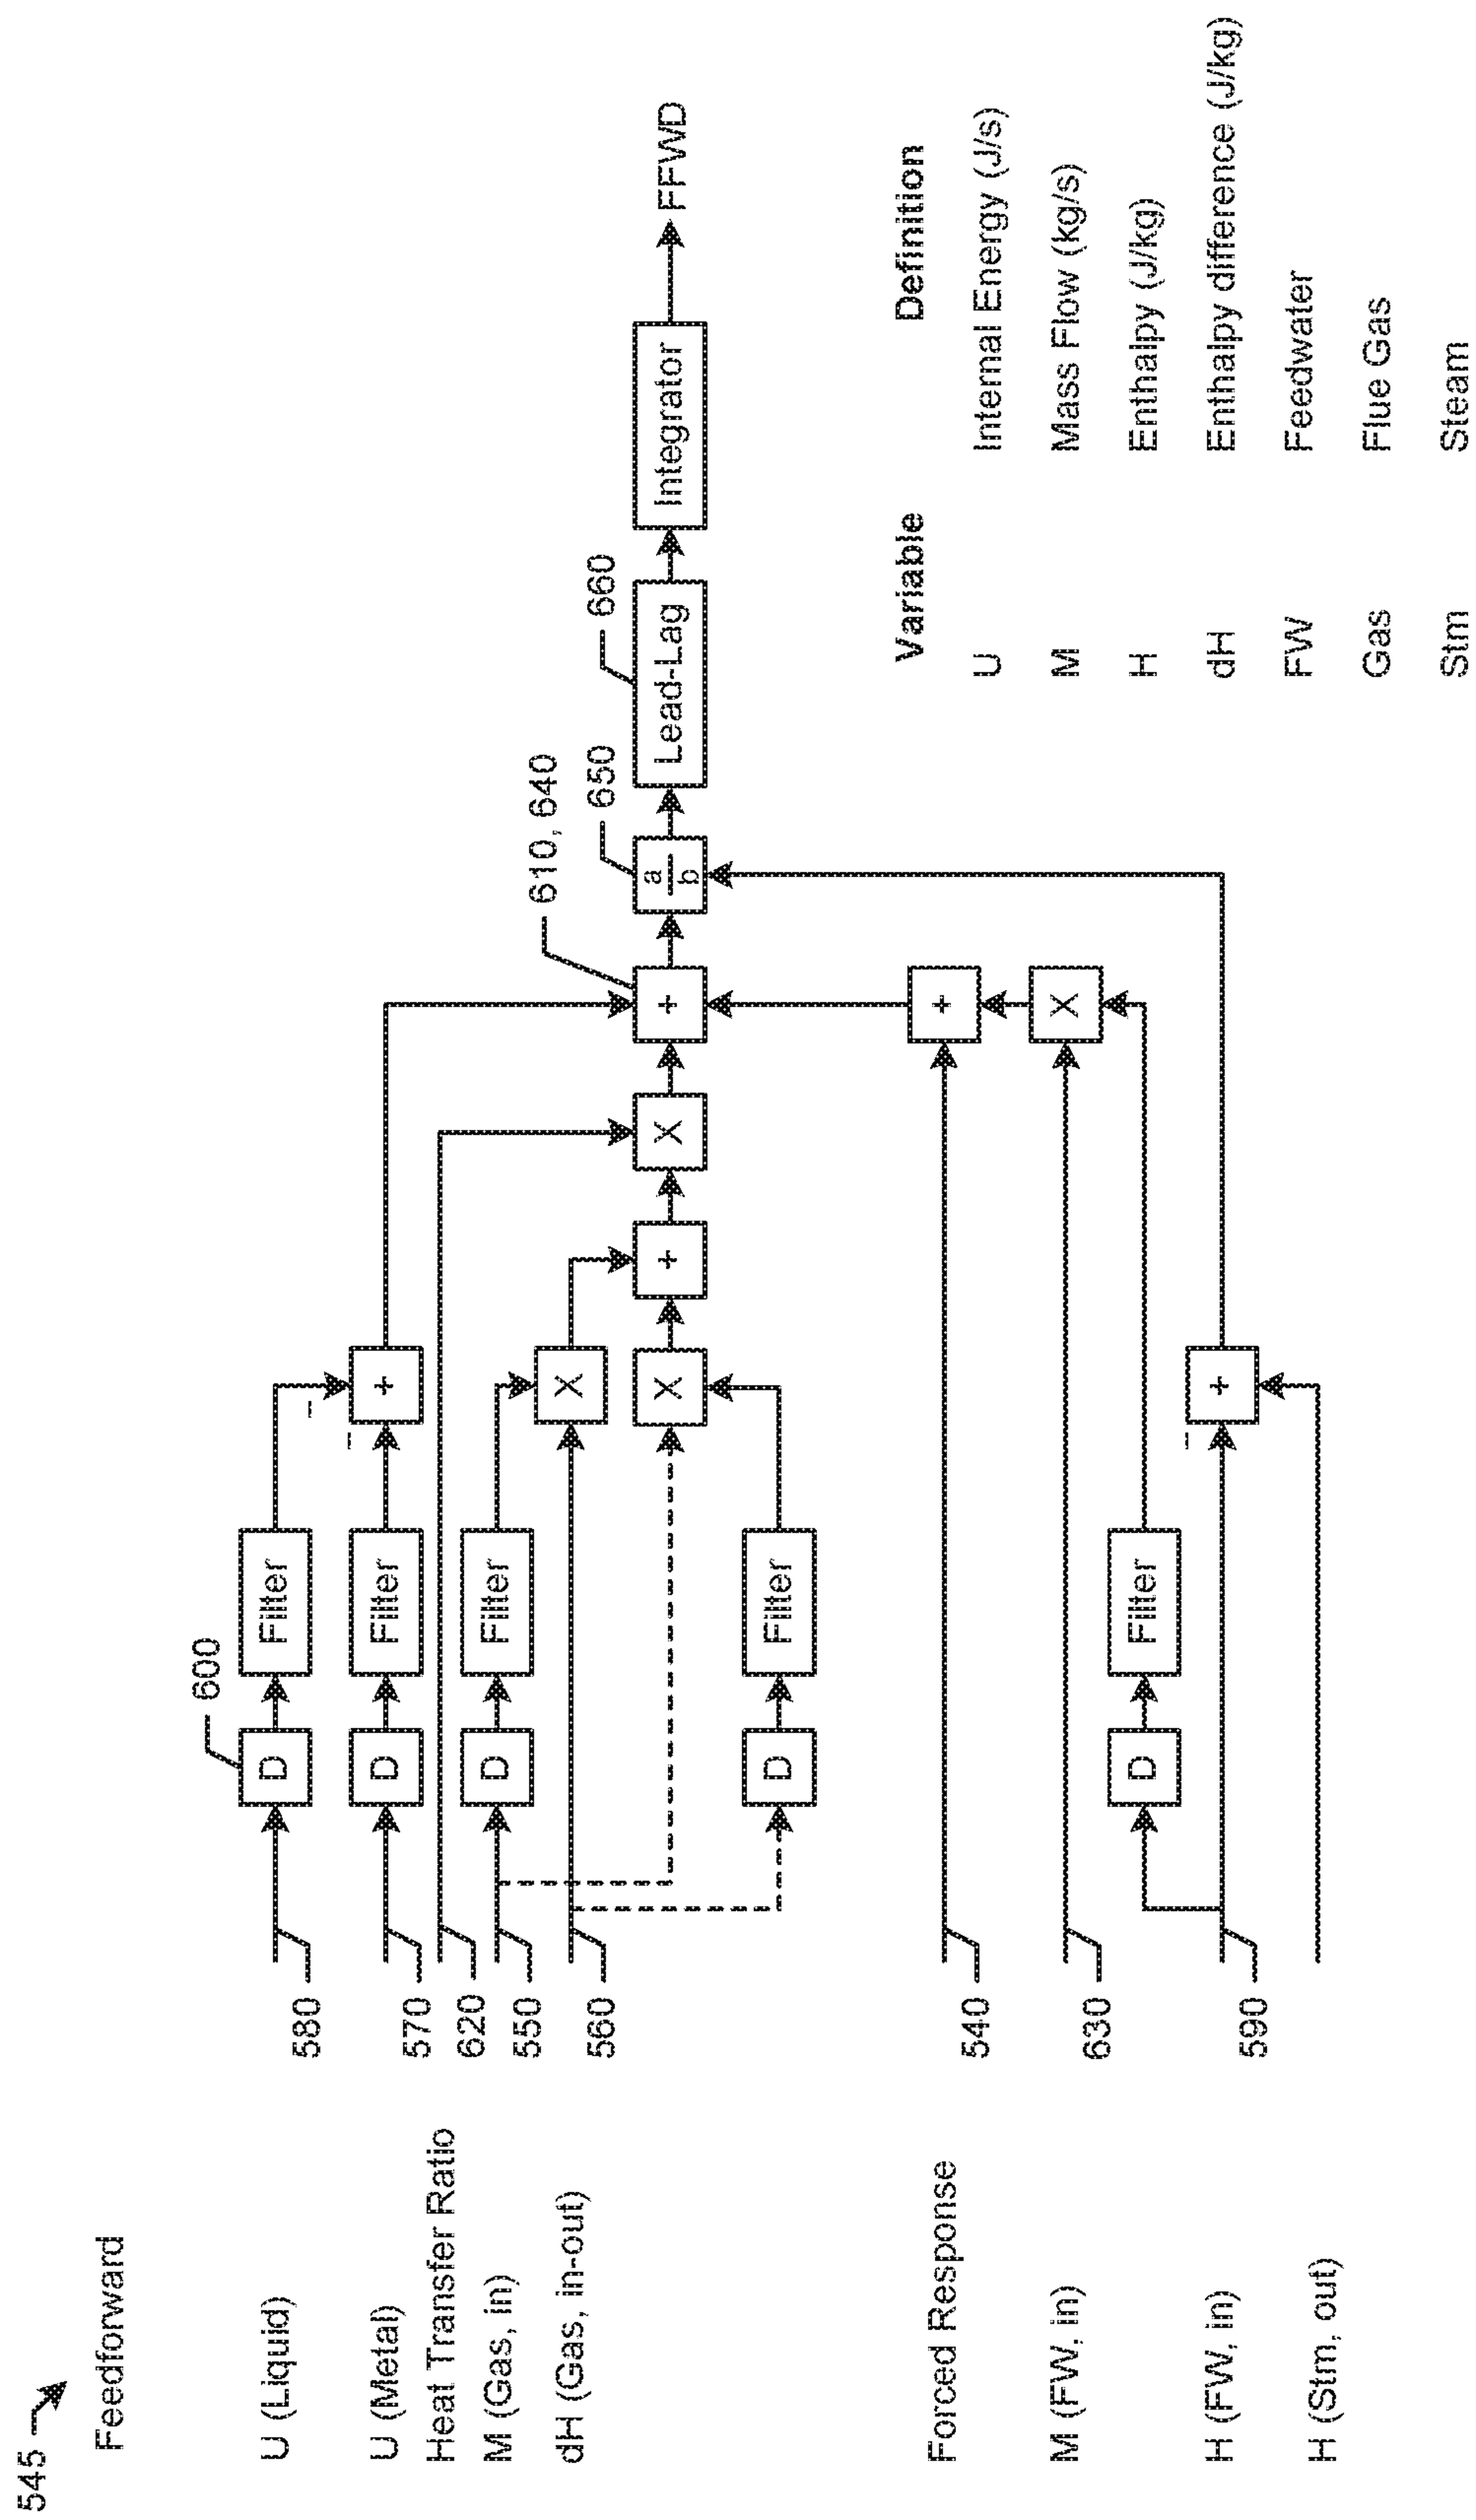 545
Feedforward
U (Liquid)
580
D
600
Filter
−
U (Metal)
570
D
Filter
−
+
Heat Transfer Ratio
620
M (Gas, in)
550
D
Filter
dH (Gas, in-out)
560
X
X
+
X
+
610, 640
a
b
650
Lead-Lag
660
Integrator
FFWD
D
Filter
Forced Response
540
+
M (FW, in)
630
X
D
Filter
H (FW, in)
590
−
+
H (Stm, out)
Variable Definition
U Internal Energy (J/s)
M Mass Flow (kg/s)
H Enthalpy (J/kg)
dH Enthalpy difference (J/kg)
FW Feedwater
Gas Flue Gas
Stm Steam